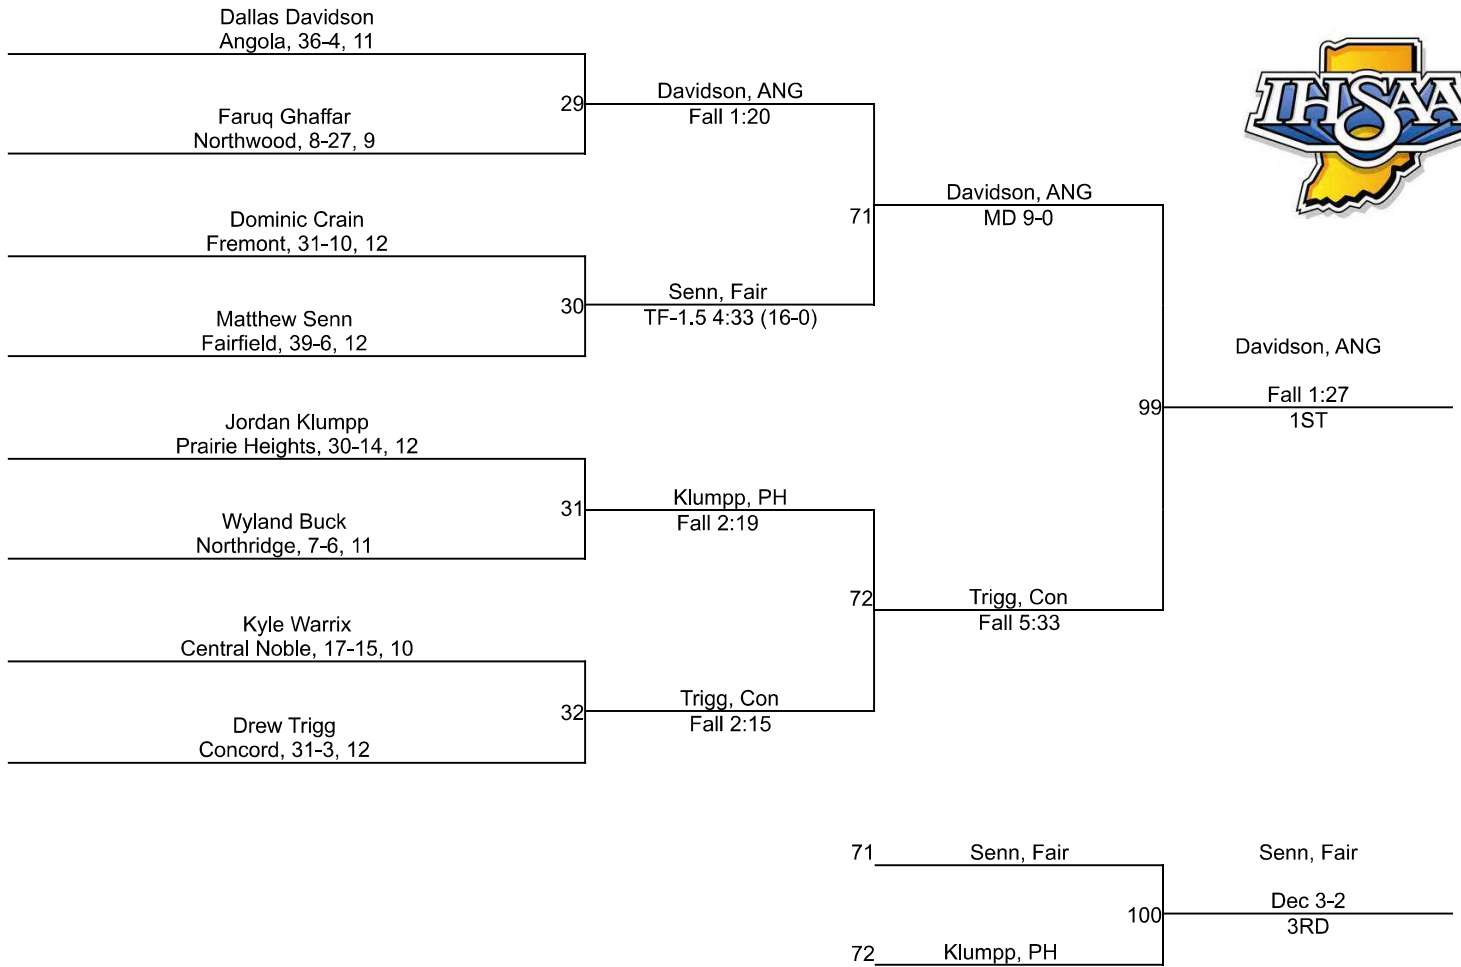 Dallas Davidson
Angola, 36-4, 11
Faruq Ghaffar
Northwood, 8-27, 9
29
Davidson, ANG
Fall 1:20
Dominic Crain
Fremont, 31-10, 12
Matthew Senn
Fairfield, 39-6, 12
30
Senn, Fair
TF-1.5 4:33 (16-0)
71
Davidson, ANG
MD 9-0
IHSAA
Jordan Klumpp
Prairie Heights, 30-14, 12
Wyland Buck
Northridge, 7-6, 11
31
Klumpp, PH
Fall 2:19
Kyle Warrix
Central Noble, 17-15, 10
Drew Trigg
Concord, 31-3, 12
32
Trigg, Con
Fall 2:15
72
Trigg, Con
Fall 5:33
99
Davidson, ANG
Fall 1:27
1ST
71
Senn, Fair
72
Klumpp, PH
100
Senn, Fair
Dec 3-2
3RD